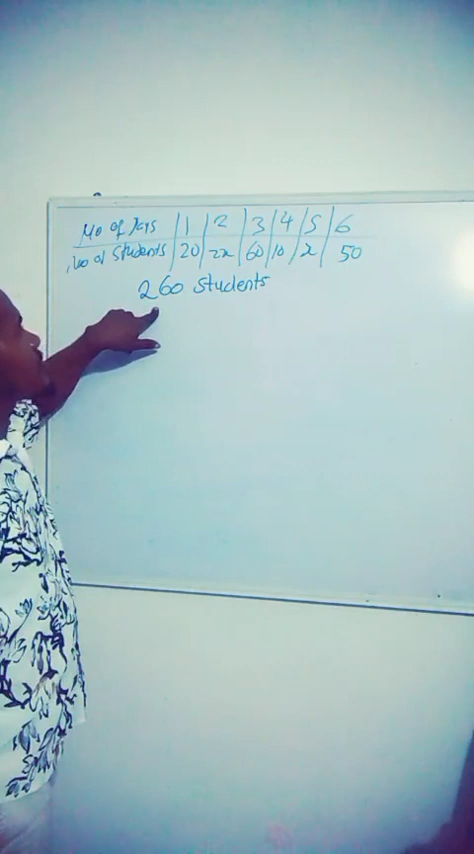 No of Days | 1 | 2 | 3 | 4 | 5 | 6
No of Students | 20 | 2x | 60 | 10 | x | 50
260 students